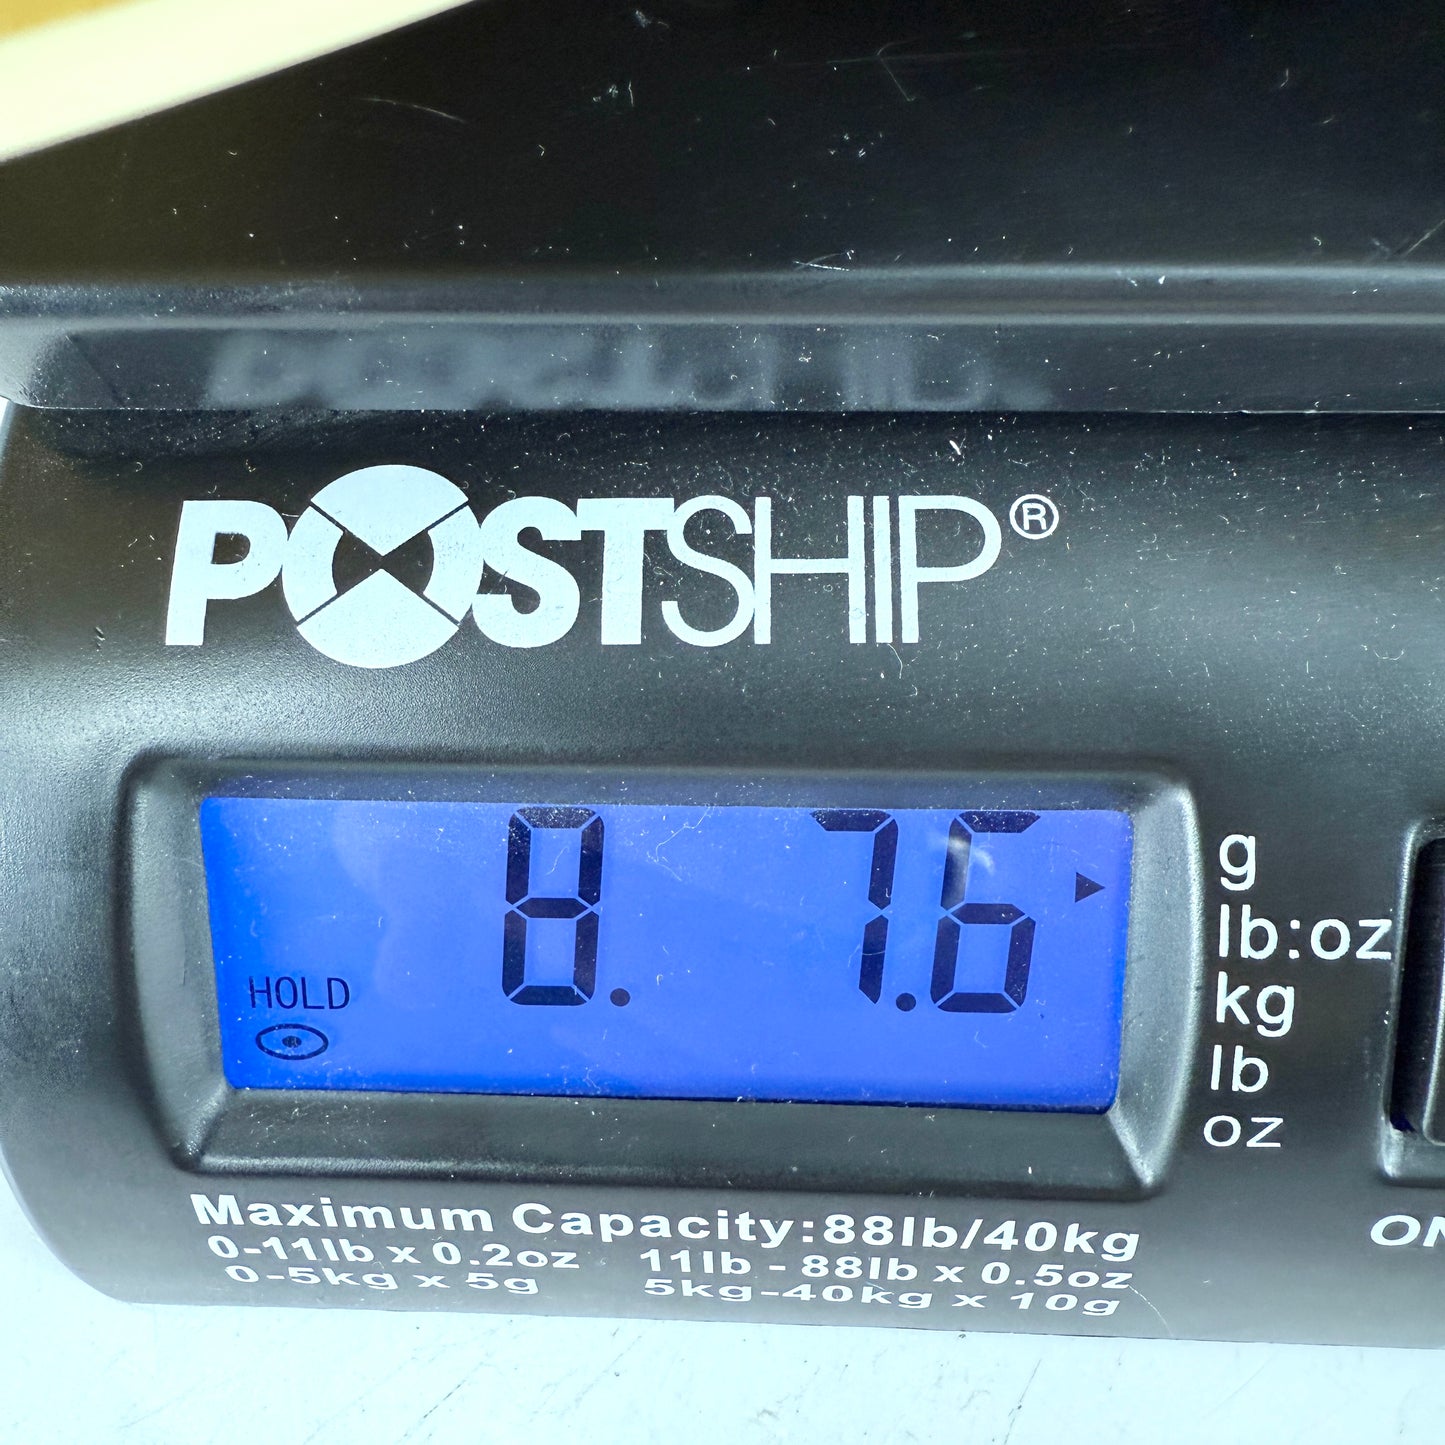 POSTSHIP®
8. 7.6
HOLD
g
lb:oz
kg
lb
oz
Maximum Capacity:88lb/40kg
0-11lb x 0.2oz 11lb - 88lb x 0.5oz
0-5kg x 5g 5kg-40kg x 10g